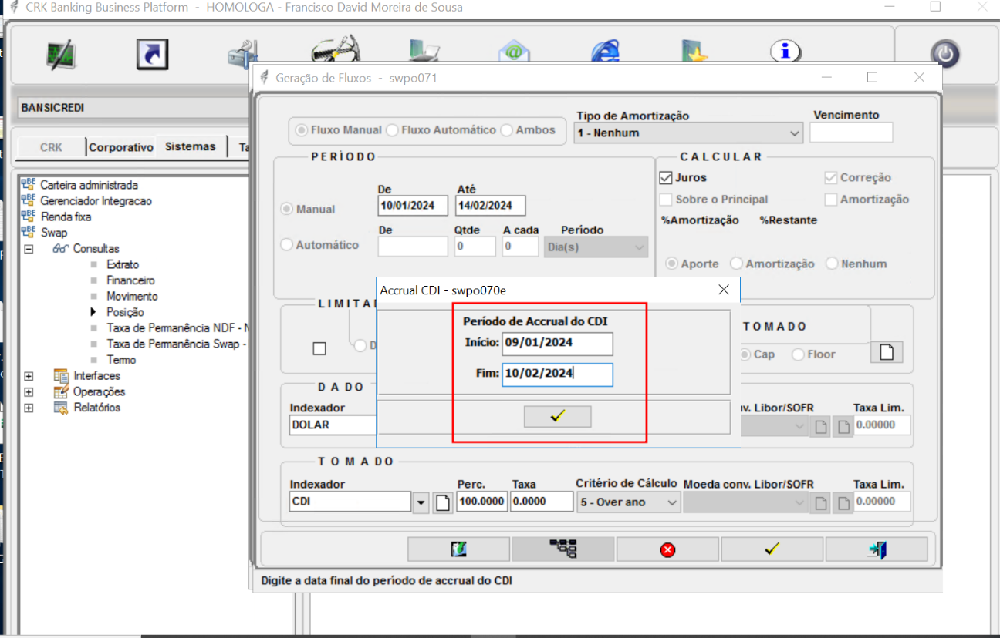 CRK Banking Business Platform - HOMOLOGA - Francisco David Moreira de Sousa
Geração de Fluxos - swpo071
BANSICREDI
CRK Corporativo Sistemas
Carteira administrada
Gerenciador Integracao
Renda fixa
Swap
Consultas
Extrato
Financeiro
Movimento
Posição
Taxa de Permanência NDF - N
Taxa de Permanência Swap -
Termo
Interfaces
Operações
Relatórios
Fluxo Manual Fluxo Automático Ambos
Tipo de Amortização
1 - Nenhum
Vencimento
PERÌODO
De Até
Manual 10/01/2024 14/02/2024
De Qtde A cada Período
Automático 0 0 Dia(s)
CALCULAR
Juros Correção
Sobre o Principal Amortização
%Amortização %Restante
Aporte Amortização Nenhum
LIMITA
D
TOMADO
Cap Floor
Accrual CDI - swpo070e
Período de Accrual do CDI
Início: 09/01/2024
Fim: 10/02/2024
DADO
Indexador
DOLAR
nv. Libor/SOFR Taxa Lim.
0.00000
TOMADO
Indexador Perc. Taxa Critério de Cálculo Moeda conv. Libor/SOFR Taxa Lim.
CDI 100.0000 0.0000 5 - Over ano 0.00000
Digite a data final do período de accrual do CDI